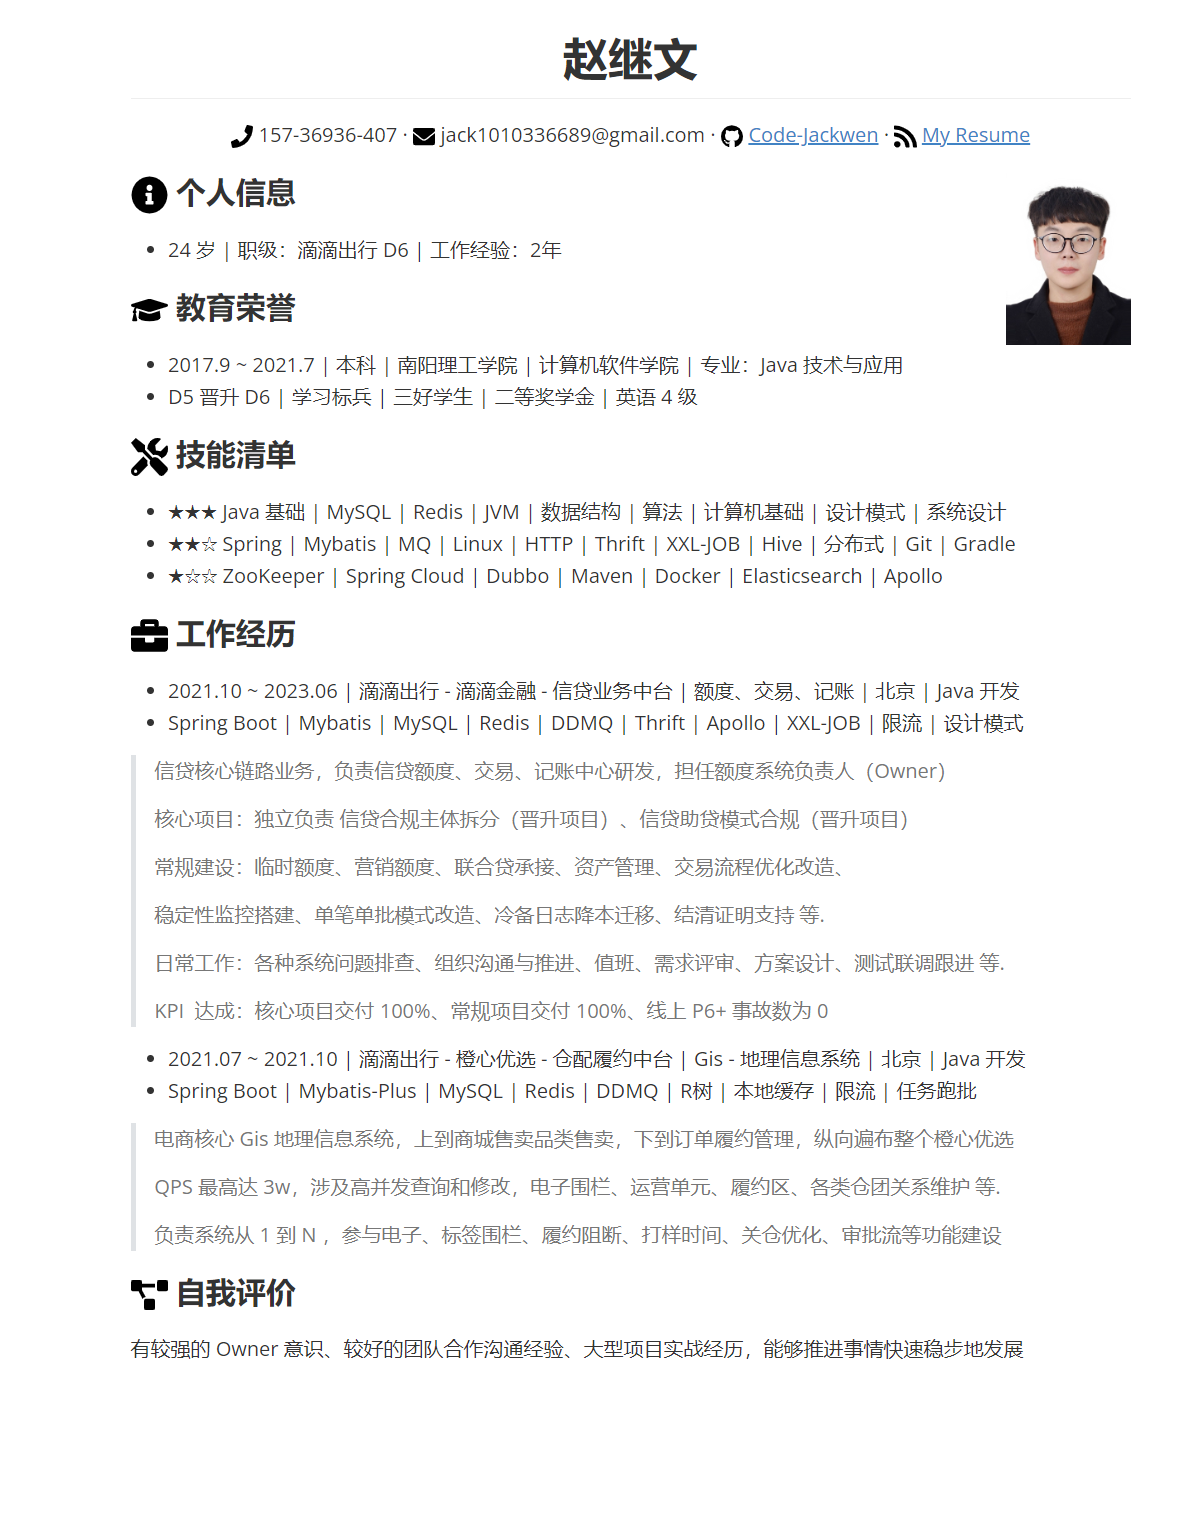 赵继文
157-36936-407 · jack1010336689@gmail.com · Code-Jackwen · My Resume
个人信息
• 24 岁 | 职级：滴滴出行 D6 | 工作经验：2年
教育荣誉
• 2017.9 ~ 2021.7 | 本科 | 南阳理工学院 | 计算机软件学院 | 专业：Java 技术与应用
• D5 晋升 D6 | 学习标兵 | 三好学生 | 二等奖学金 | 英语 4 级
技能清单
• ★★★ Java 基础 | MySQL | Redis | JVM | 数据结构 | 算法 | 计算机基础 | 设计模式 | 系统设计
• ★★☆ Spring | Mybatis | MQ | Linux | HTTP | Thrift | XXL-JOB | Hive | 分布式 | Git | Gradle
• ★☆☆ ZooKeeper | Spring Cloud | Dubbo | Maven | Docker | Elasticsearch | Apollo
工作经历
• 2021.10 ~ 2023.06 | 滴滴出行 - 滴滴金融 - 信贷业务中台 | 额度、交易、记账 | 北京 | Java 开发
• Spring Boot | Mybatis | MySQL | Redis | DDMQ | Thrift | Apollo | XXL-JOB | 限流 | 设计模式
信贷核心链路业务，负责信贷额度、交易、记账中心研发，担任额度系统负责人（Owner）
核心项目：独立负责 信贷合规主体拆分（晋升项目）、信贷助贷模式合规（晋升项目）
常规建设：临时额度、营销额度、联合贷承接、资产管理、交易流程优化改造、
稳定性监控搭建、单笔单批模式改造、冷备日志降本迁移、结清证明支持 等.
日常工作：各种系统问题排查、组织沟通与推进、值班、需求评审、方案设计、测试联调跟进 等.
KPI 达成：核心项目交付 100%、常规项目交付 100%、线上 P6+ 事故数为 0
• 2021.07 ~ 2021.10 | 滴滴出行 - 橙心优选 - 仓配履约中台 | Gis - 地理信息系统 | 北京 | Java 开发
• Spring Boot | Mybatis-Plus | MySQL | Redis | DDMQ | R树 | 本地缓存 | 限流 | 任务跑批
电商核心 Gis 地理信息系统，上到商城售卖品类售卖，下到订单履约管理，纵向遍布整个橙心优选
QPS 最高达 3w，涉及高并发查询和修改，电子围栏、运营单元、履约区、各类仓团关系维护 等.
负责系统从 1 到 N ，参与电子、标签围栏、履约阻断、打样时间、关仓优化、审批流等功能建设
自我评价
有较强的 Owner 意识、较好的团队合作沟通经验、大型项目实战经历，能够推进事情快速稳步地发展